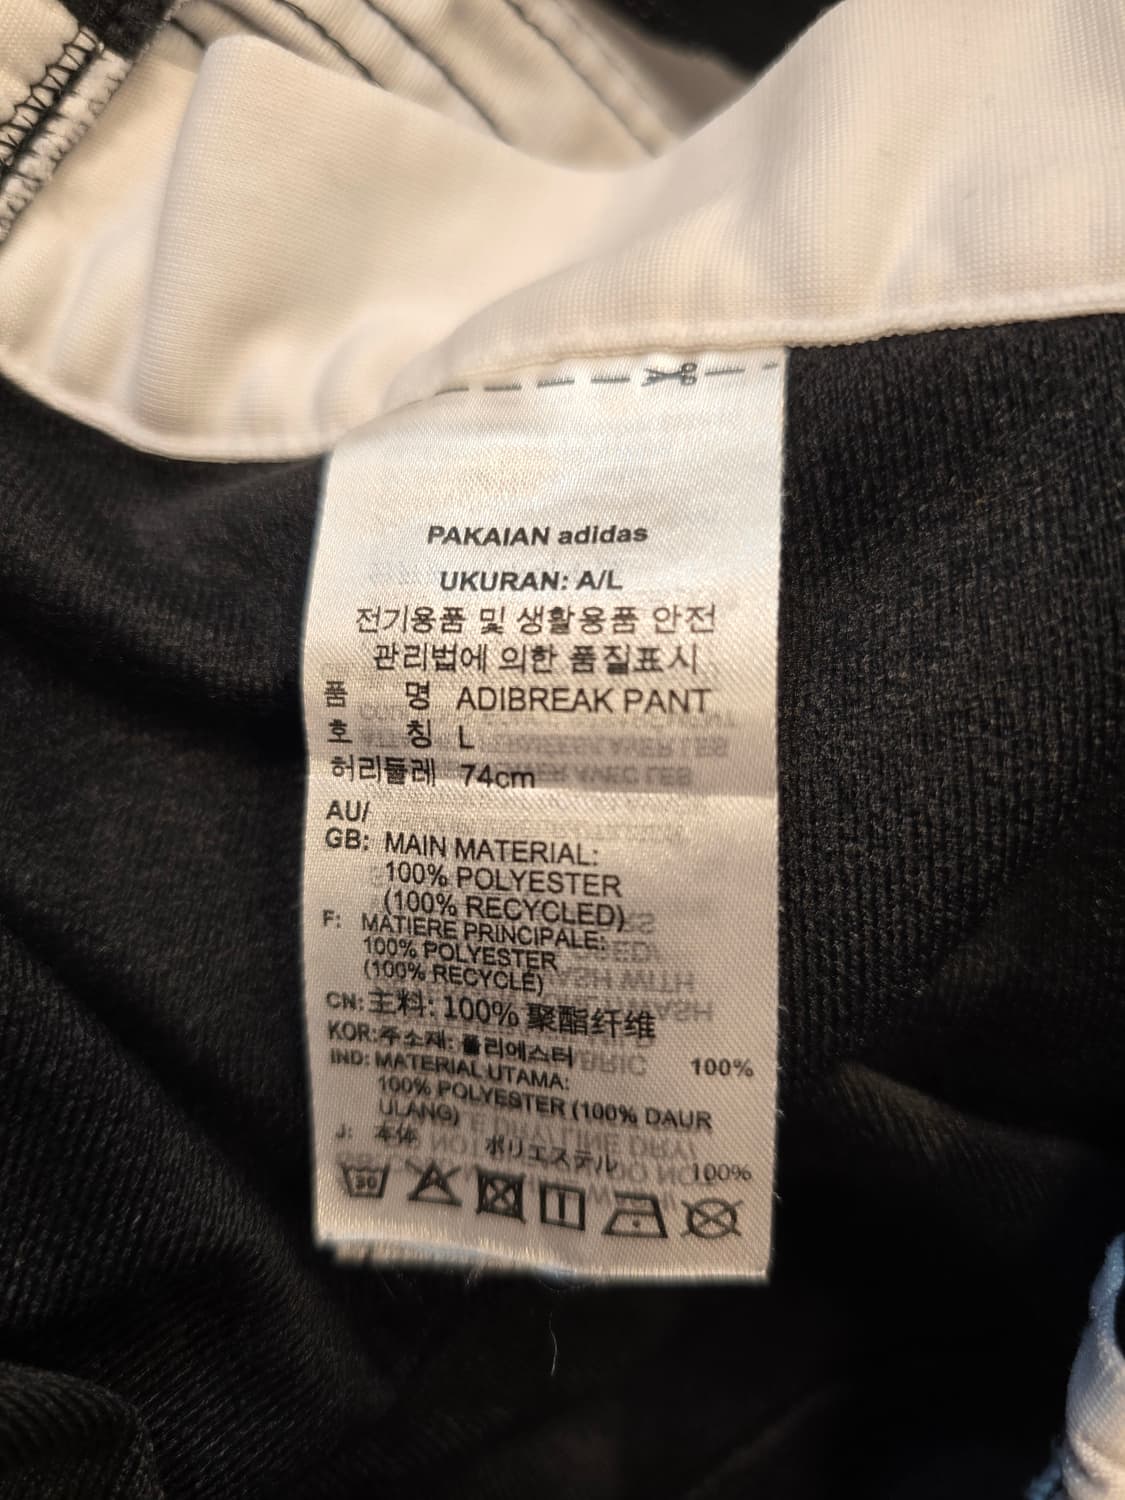 PAKAIAN adidas
UKURAN: A/L
전기용품 및 생활용품 안전
관리법에 의한 품질표시
품 명 ADIBREAK PANT
호 칭 L
허리둘레 74cm
AU/
GB: MAIN MATERIAL:
100% POLYESTER
(100% RECYCLED)
F: MATIERE PRINCIPALE:
100% POLYESTER
(100% RECYCLÉ)
CN: 主料: 100% 聚酯纤维
KOR: 주소재: 폴리에스터 100%
IND: MATERIAL UTAMA:
100% POLYESTER (100% DAUR
ULANG)
J: 本体 ポリエステル 100%
30